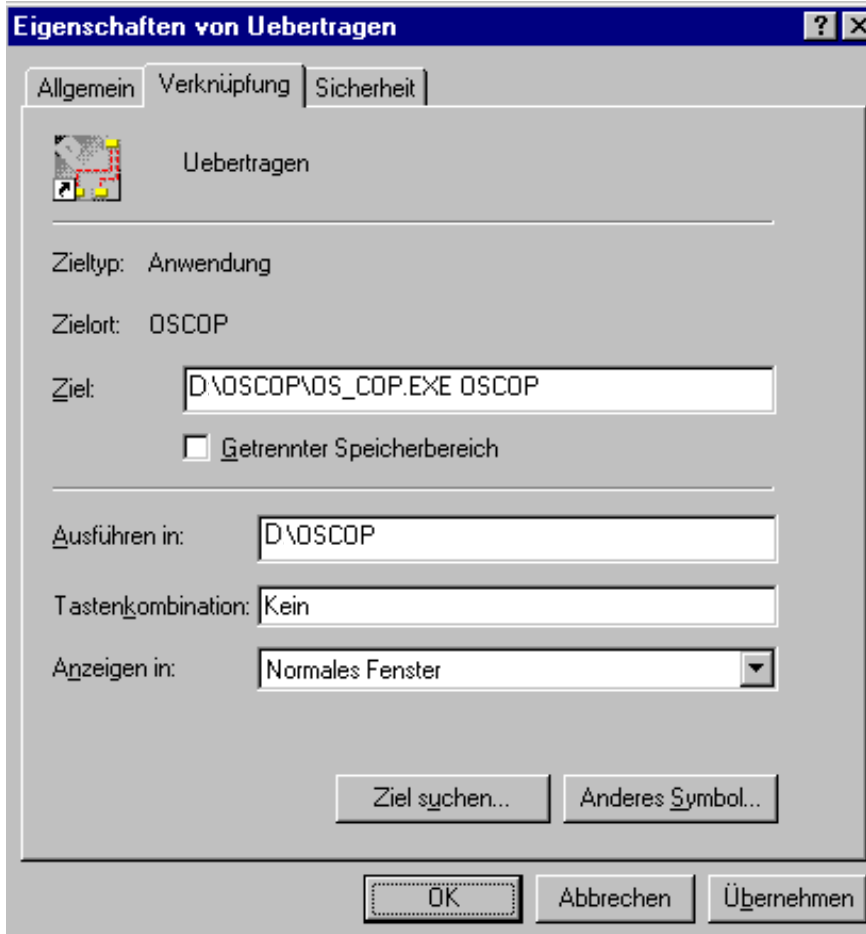 Eigenschaften von Uebertragen
Allgemein Verknüpfung Sicherheit
Uebertragen
Zieltyp: Anwendung
Zielort: OSCOP
Ziel: D:\OSCOP\OS_COP.EXE OSCOP
Getrennter Speicherbereich
Ausführen in: D:\OSCOP
Tastenkombination: Kein
Anzeigen in: Normales Fenster
Ziel suchen... Anderes Symbol...
OK Abbrechen Übernehmen